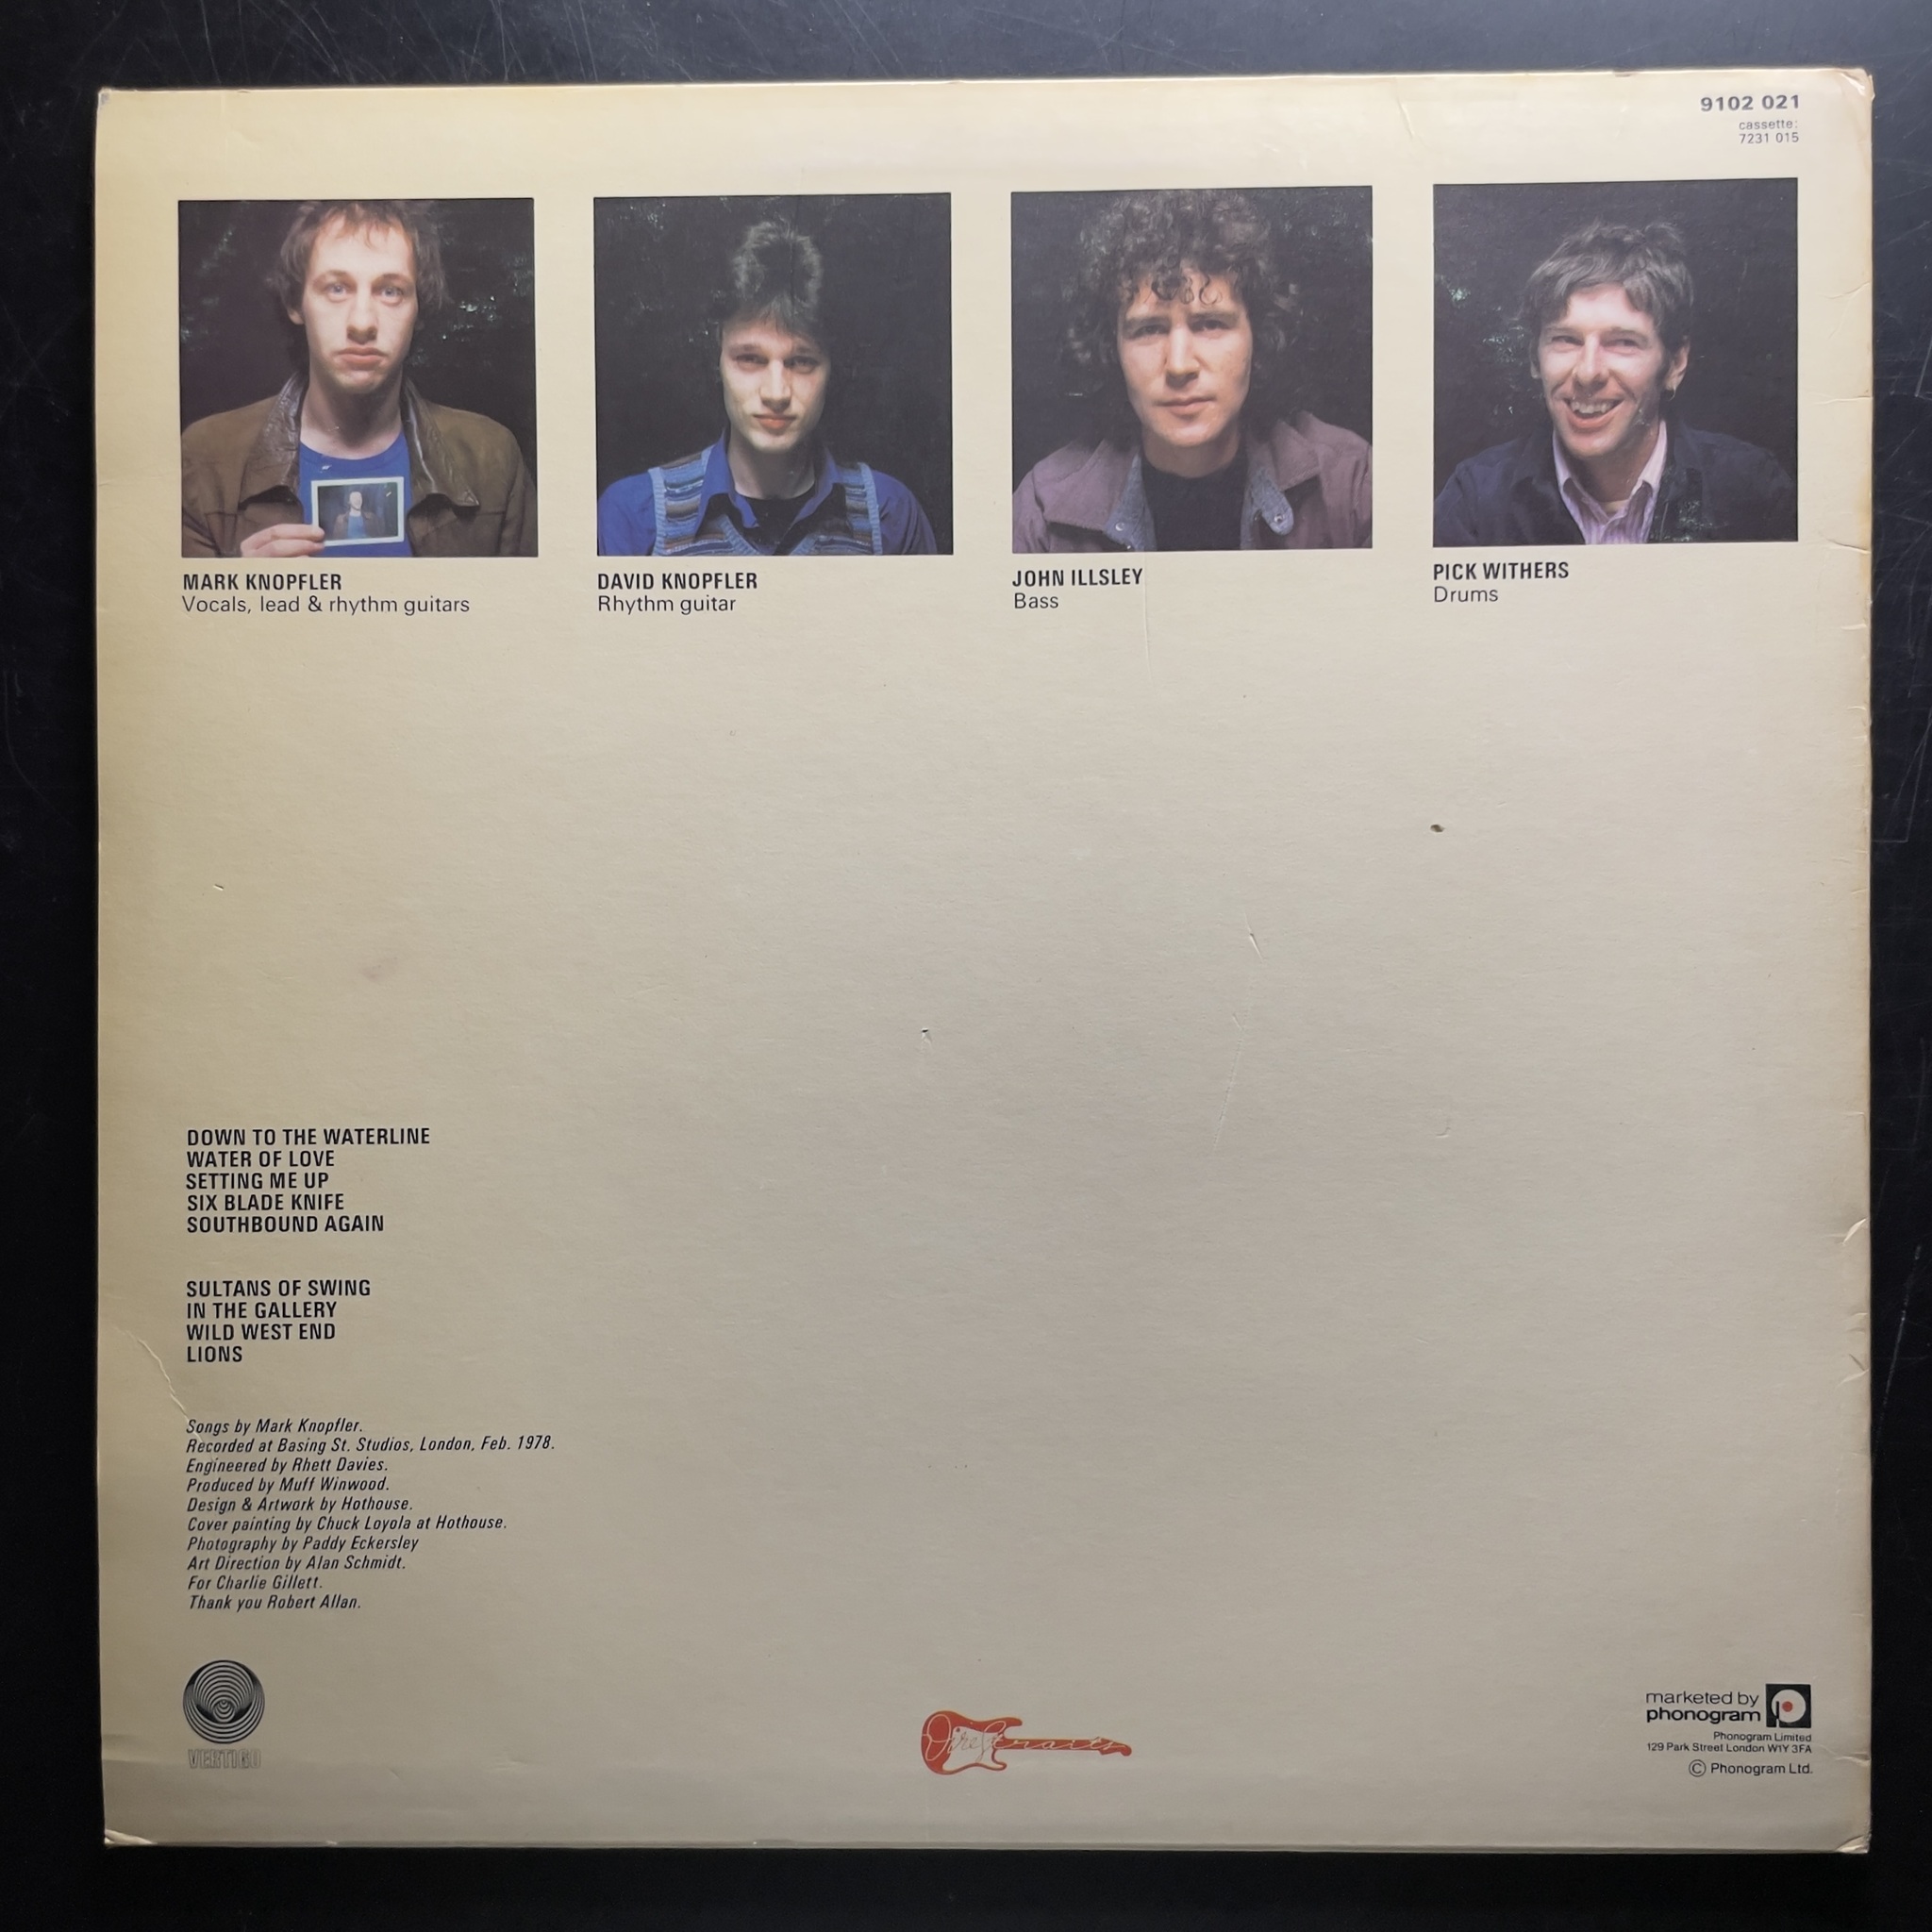 9102 021
cassette:
7231 015
MARK KNOPFLER
Vocals, lead & rhythm guitars
DAVID KNOPFLER
Rhythm guitar
JOHN ILLSLEY
Bass
PICK WITHERS
Drums
DOWN TO THE WATERLINE
WATER OF LOVE
SETTING ME UP
SIX BLADE KNIFE
SOUTHBOUND AGAIN
SULTANS OF SWING
IN THE GALLERY
WILD WEST END
LIONS
Songs by Mark Knopfler.
Recorded at Basing St. Studios, London, Feb. 1978.
Engineered by Rhett Davies.
Produced by Muff Winwood.
Design & Artwork by Hothouse.
Cover painting by Chuck Loyola at Hothouse.
Photography by Paddy Eckersley
Art Direction by Alan Schmidt.
For Charlie Gillett.
Thank you Robert Allan.
VERTIGO
Dire Straits
marketed by
phonogram
Phonogram Limited
129 Park Street London W1Y 3FA
© Phonogram Ltd.